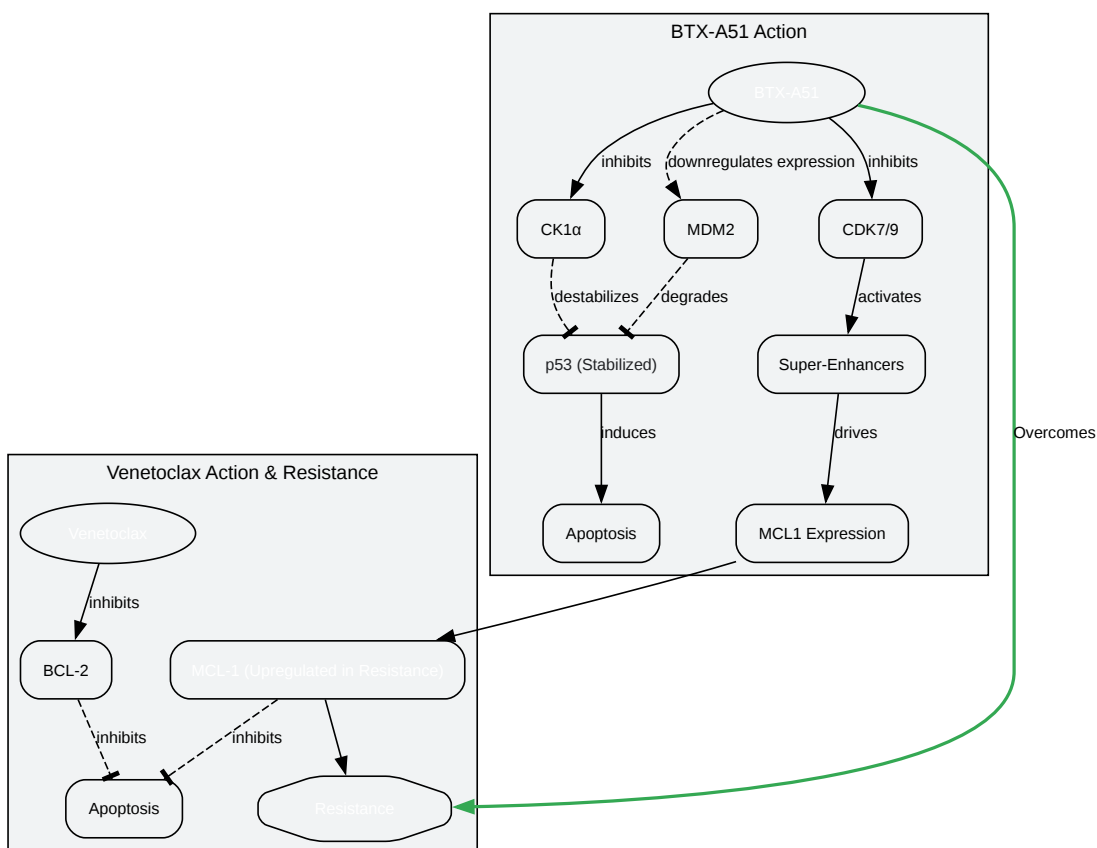 BTX-A51 Action
BTX-A51
inhibits
downregulates expression
inhibits
CK1α
MDM2
CDK7/9
destabilizes
degrades
activates
p53 (Stabilized)
Super-Enhancers
induces
drives
Overcomes
Apoptosis
MCL1 Expression
Venetoclax Action & Resistance
Venetoclax
inhibits
BCL-2
MCL-1 (Upregulated in Resistance)
inhibits
inhibits
Apoptosis
Resistance